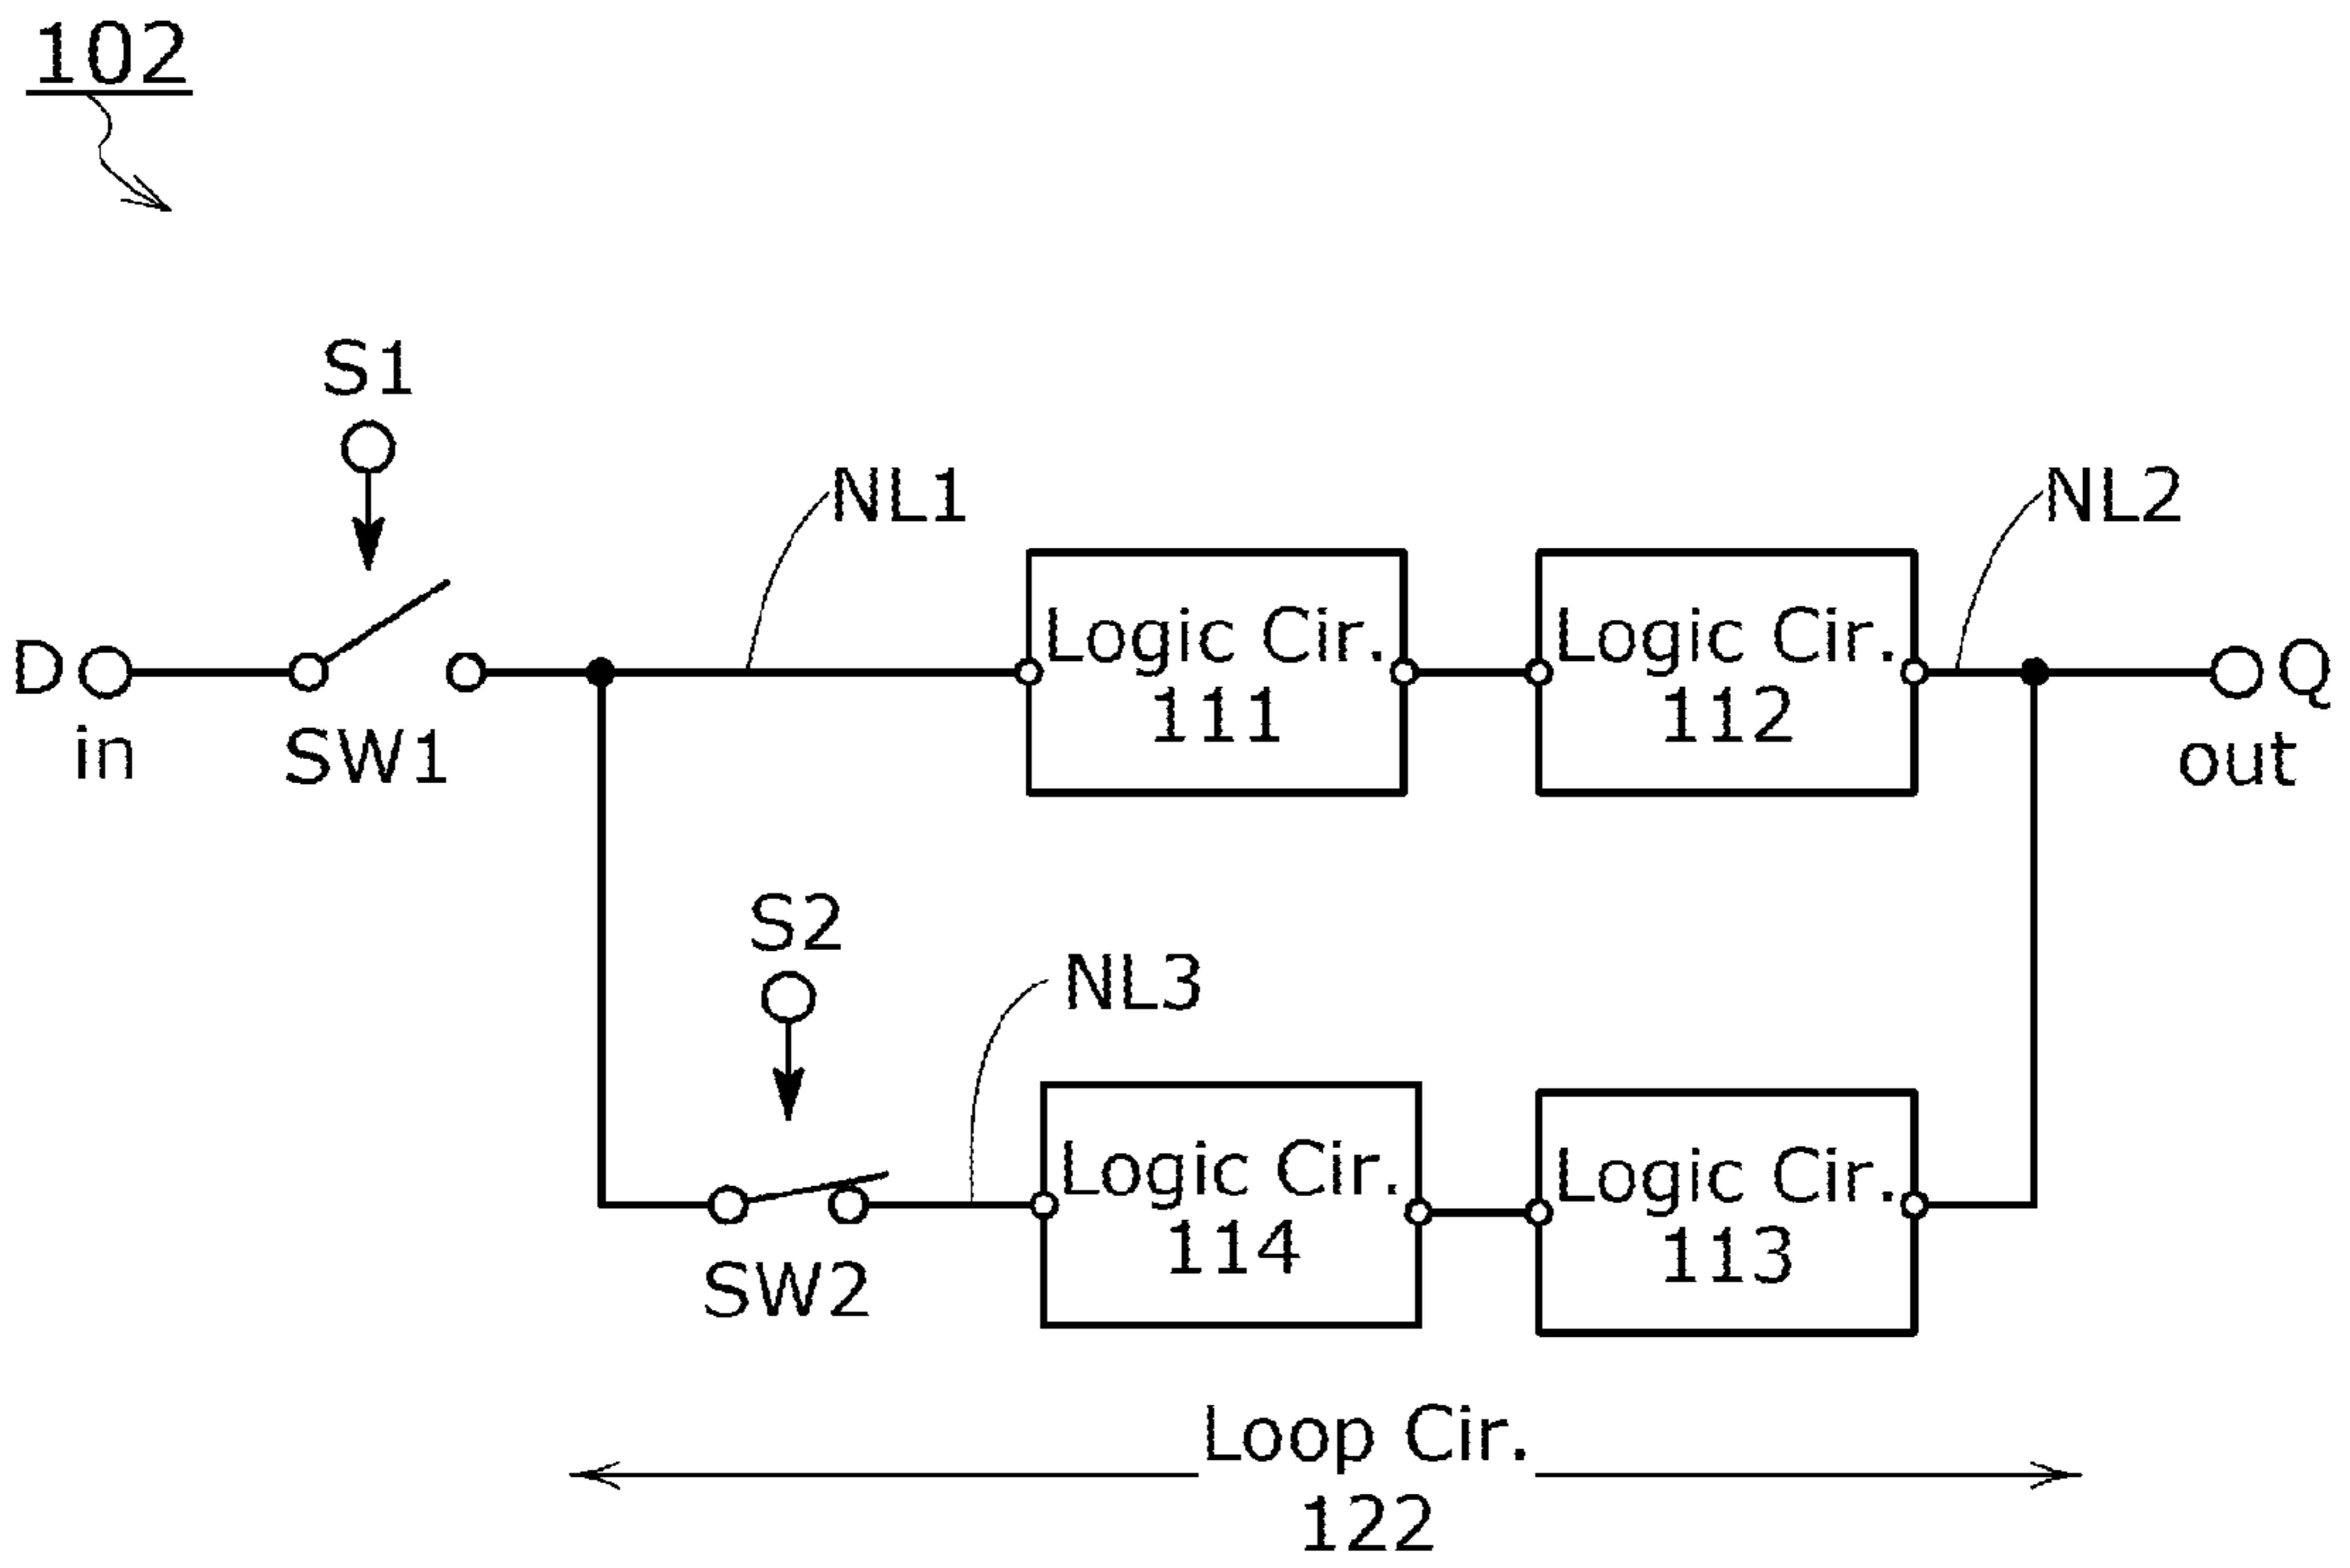 102
S1
NL1
NL2
D
in
SW1
Logic Cir.
111
Logic Cir.
112
Q
out
S2
NL3
SW2
Logic Cir.
114
Logic Cir.
113
Loop Cir.
122